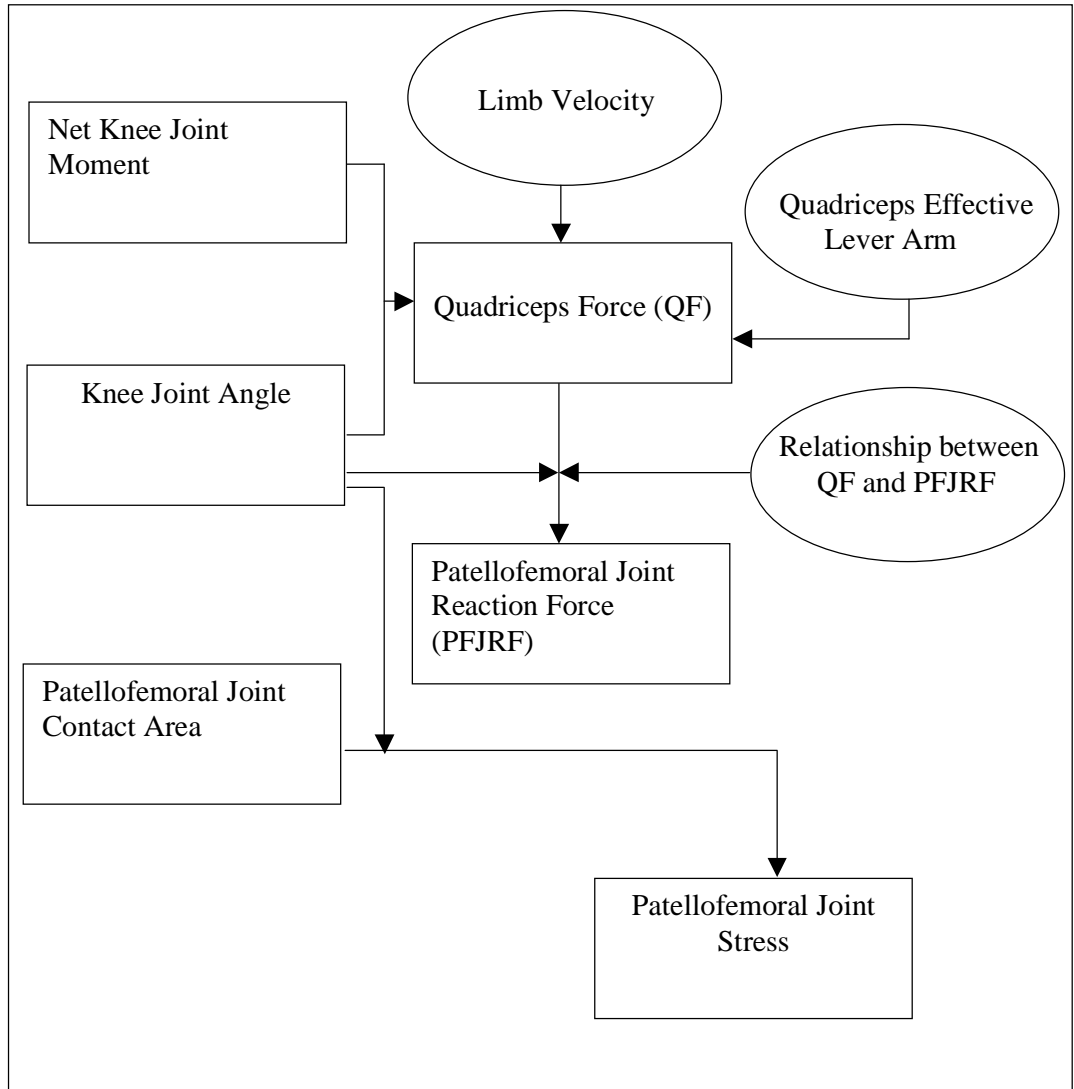 Limb Velocity
Net Knee Joint
Moment
Quadriceps Effective
Lever Arm
Quadriceps Force (QF)
Knee Joint Angle
Relationship between
QF and PFJRF
Patellofemoral Joint
Reaction Force
(PFJRF)
Patellofemoral Joint
Contact Area
Patellofemoral Joint
Stress